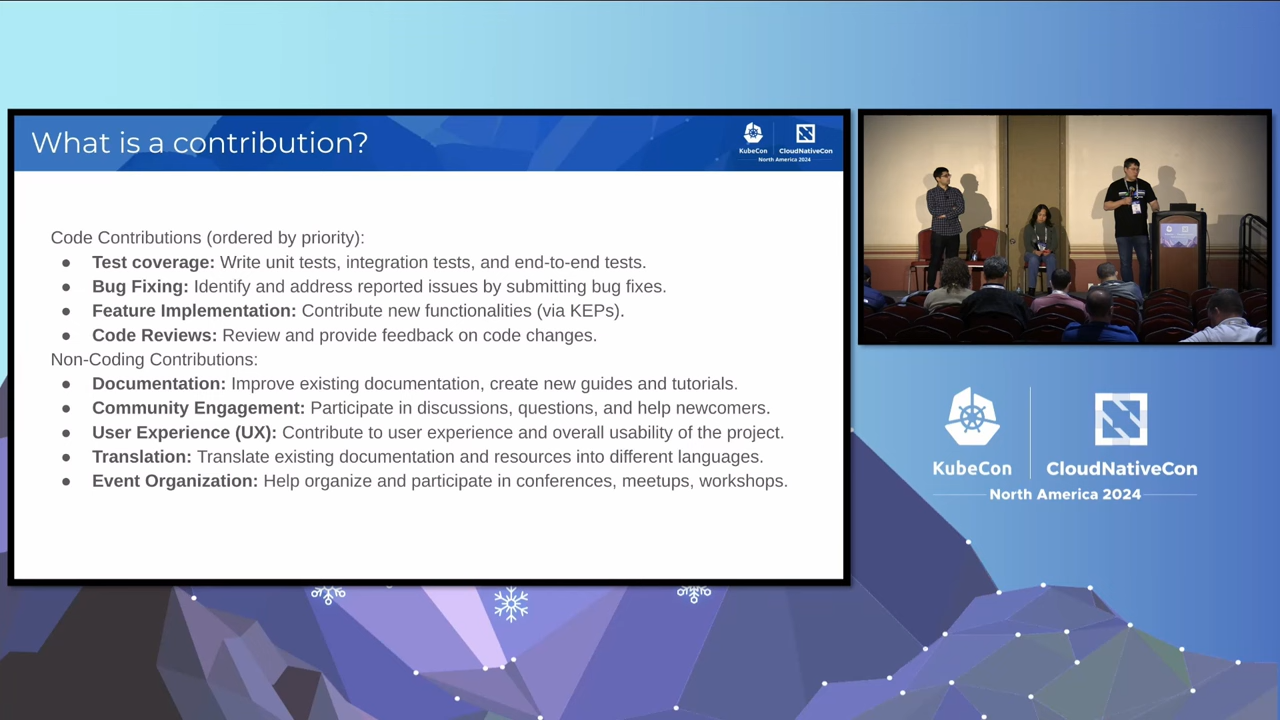 What is a contribution?
KubeCon
CloudNativeCon
North America 2024
Code Contributions (ordered by priority):
● Test coverage: Write unit tests, integration tests, and end-to-end tests.
● Bug Fixing: Identify and address reported issues by submitting bug fixes.
● Feature Implementation: Contribute new functionalities (via KEPs).
● Code Reviews: Review and provide feedback on code changes.
Non-Coding Contributions:
● Documentation: Improve existing documentation, create new guides and tutorials.
● Community Engagement: Participate in discussions, questions, and help newcomers.
● User Experience (UX): Contribute to user experience and overall usability of the project.
● Translation: Translate existing documentation and resources into different languages.
● Event Organization: Help organize and participate in conferences, meetups, workshops.
KubeCon
CloudNativeCon
North America 2024